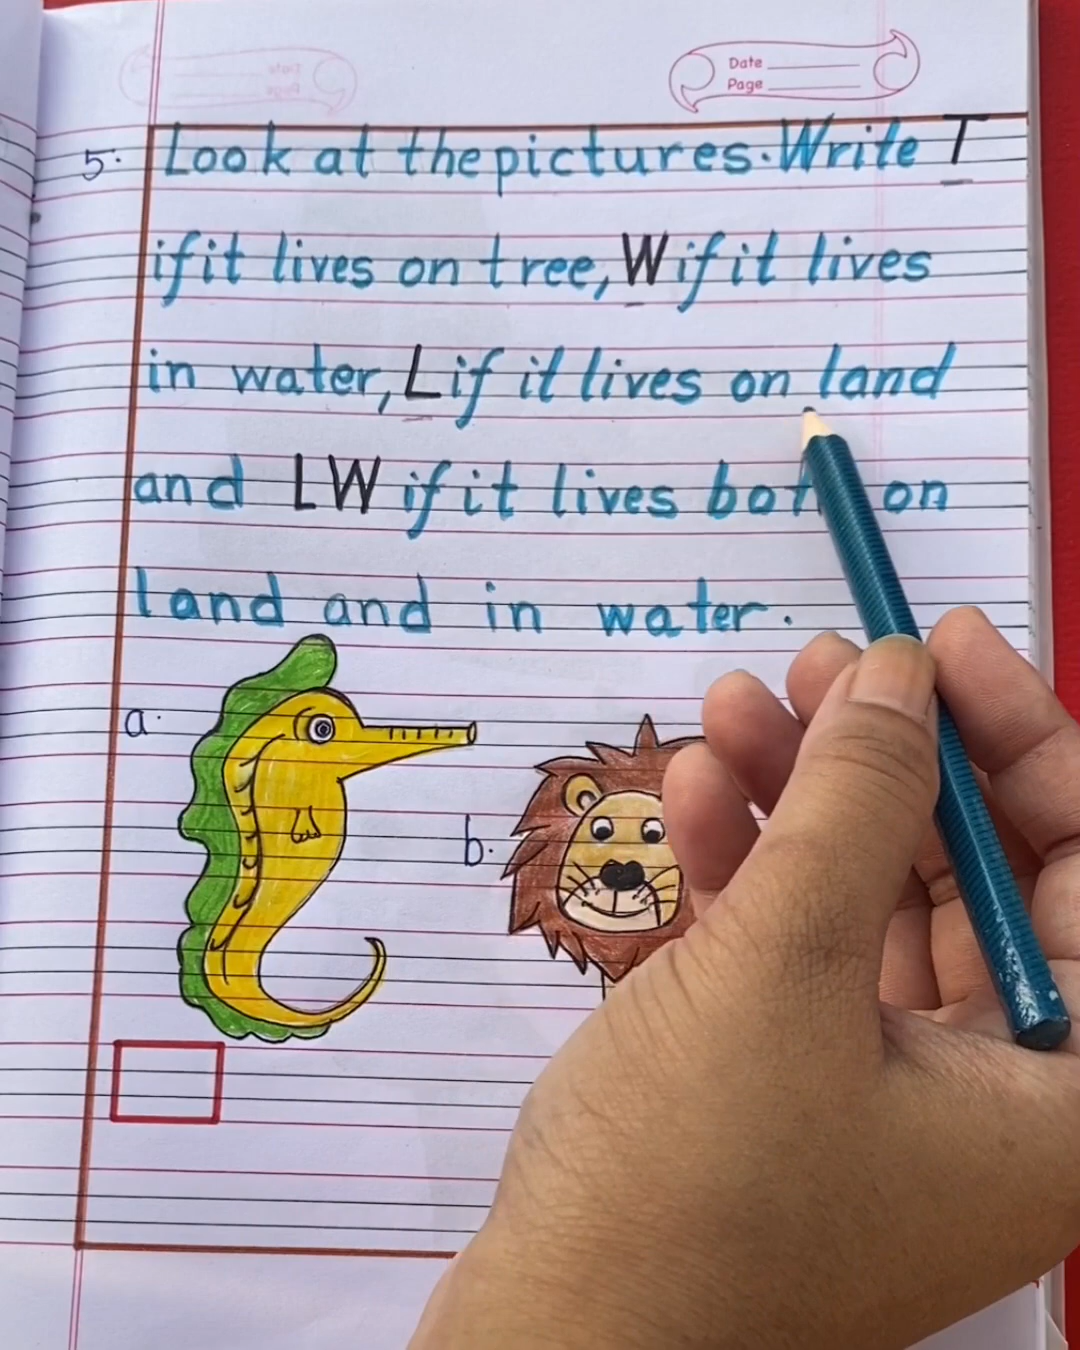 Date
Page
5. Look at the pictures. Write T
if it lives on tree, W if it lives
in water, L if it lives on land
and LW if it lives both on
land and in water.
a.
b.